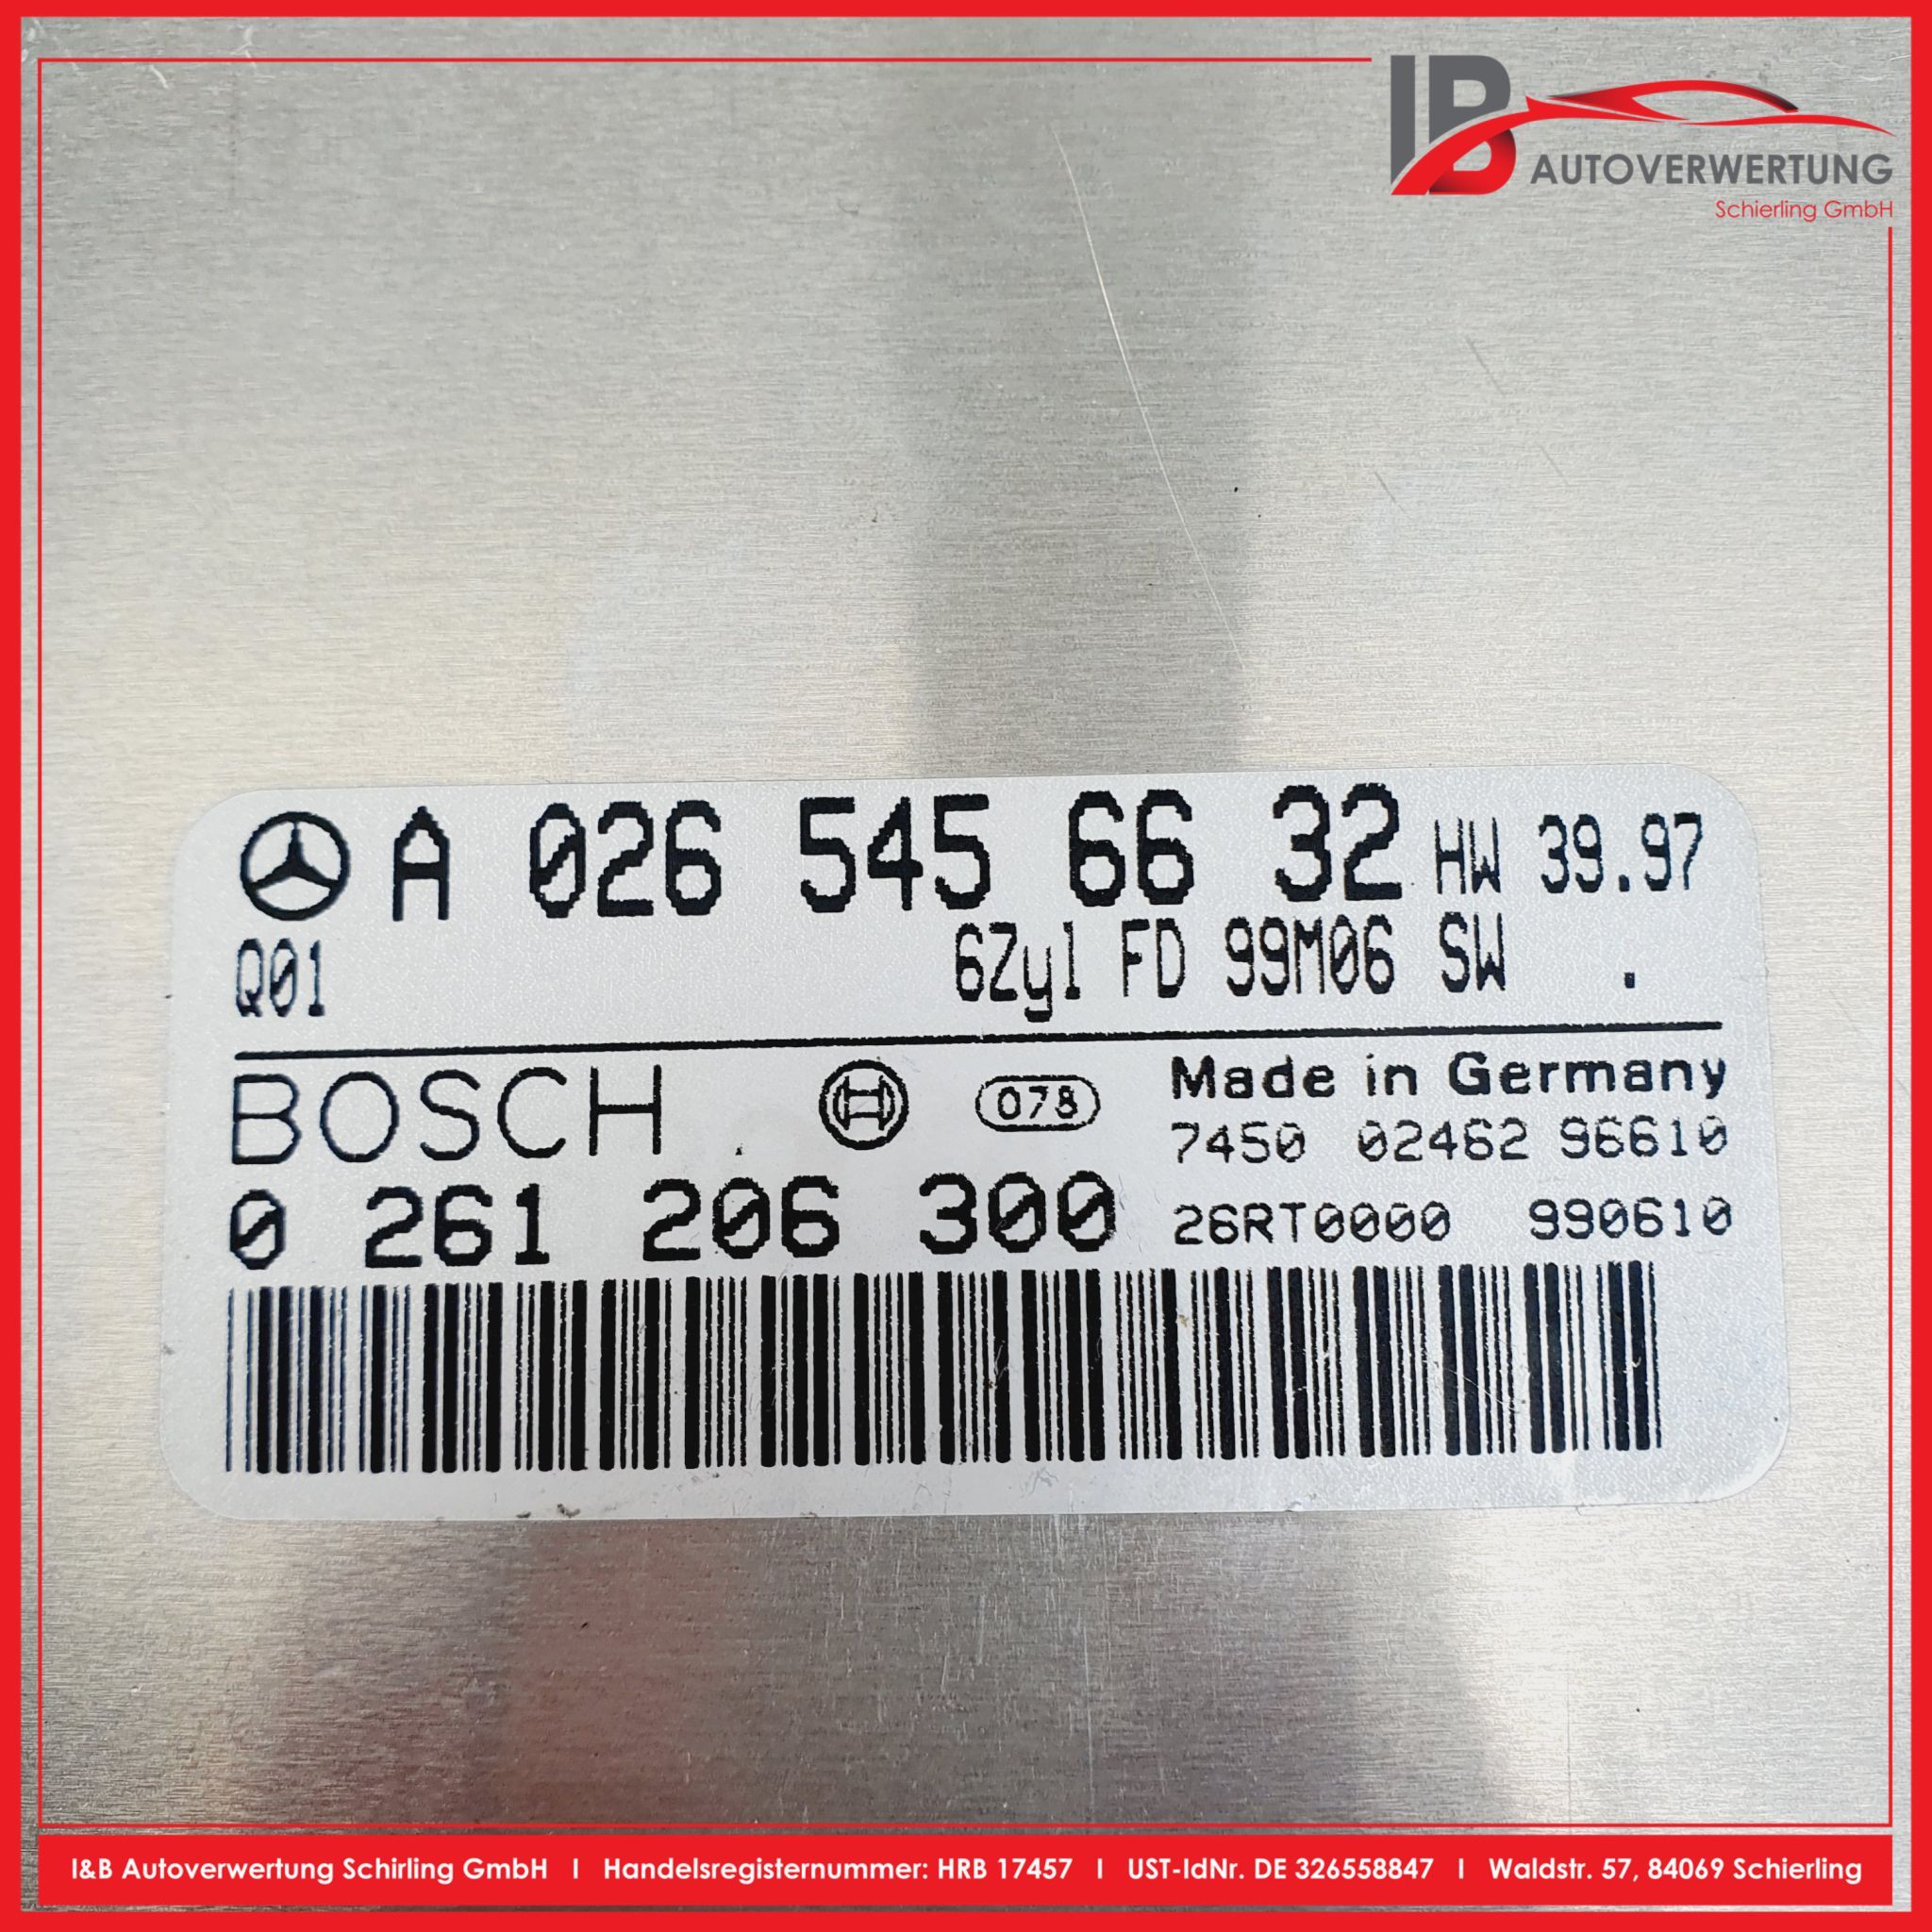 IB
AUTOVERWERTUNG
Schierling GmbH
A 026 545 66 32 HW 39.97
Q01 6Zyl FD 99M06 SW .
BOSCH 078 Made in Germany
7450 02462 96610
0 261 206 300 26RT0000 990610
I&B Autoverwertung Schirling GmbH I Handelsregisternummer: HRB 17457 I UST-IdNr. DE 326558847 I Waldstr. 57, 84069 Schierling